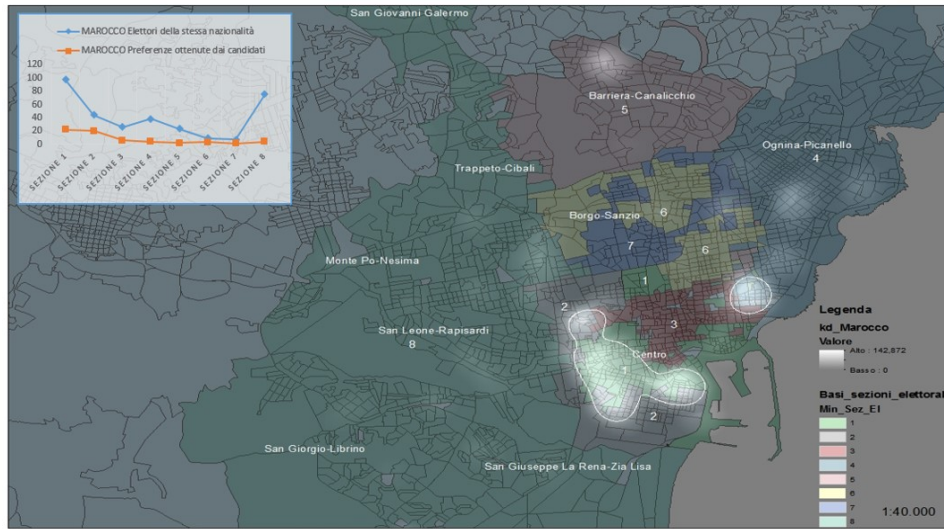 San Giovanni Galermo
MAROCCO Elettori della stessa nazionalità
MAROCCO Preferenze ottenute dai candidati
120
100
80
60
40
20
0
SEZIONE 1
SEZIONE 2
SEZIONE 3
SEZIONE 4
SEZIONE 5
SEZIONE 6
SEZIONE 7
SEZIONE 8
Barriera-Canalicchio
5
Ognina-Picanello
4
Trappeto-Cibali
Borgo-Sanzio
6
7
6
Monte Po-Nesima
1
2
3
San Leone-Rapisardi
8
Centro
1
2
San Giorgio-Librino
San Giuseppe La Rena-Zia Lisa
Legenda
kd_Marocco
Valore
Alto : 142,872
Basso : 0
Basi_sezioni_elettoral
Min_Sez_El
1
2
3
4
5
6
7
8
1:40.000